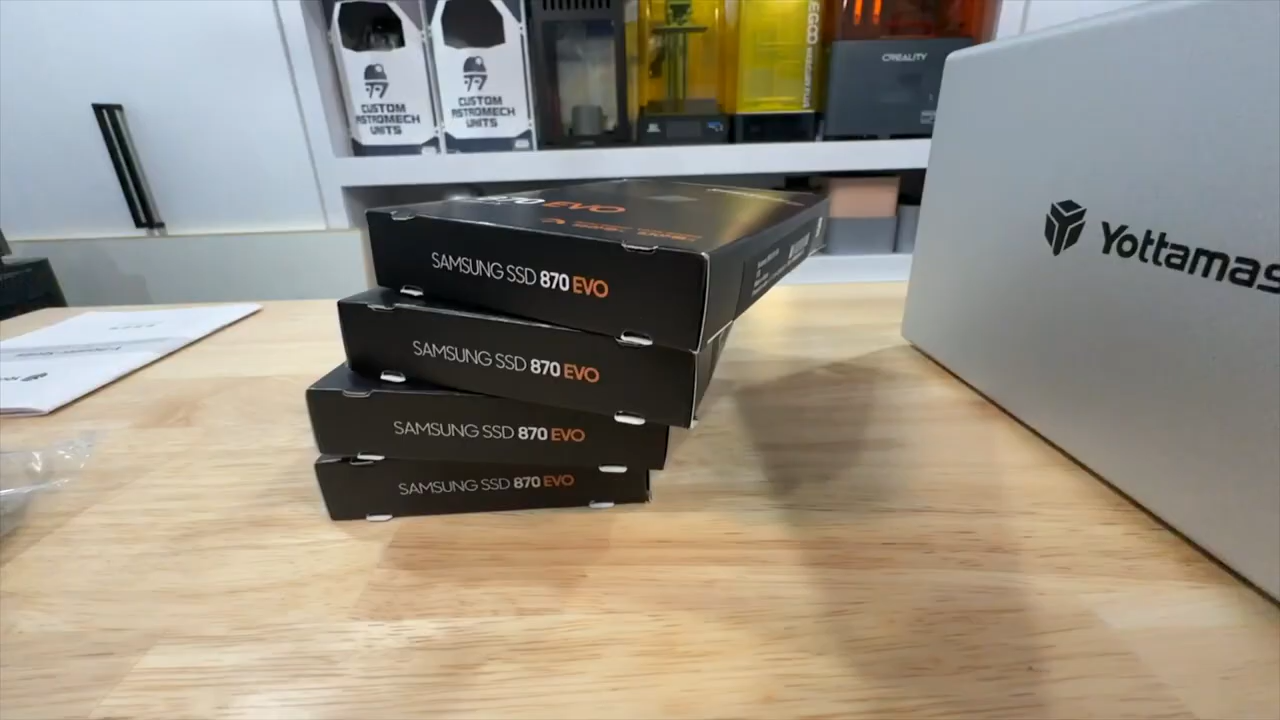 CUSTOM
ASTROMECH
UNITS
CUSTOM
ASTROMECH
UNITS
CREALITY
Yottamas
870 EVO
SAMSUNG SSD 870 EVO
SAMSUNG SSD 870 EVO
SAMSUNG SSD 870 EVO
SAMSUNG SSD 870 EVO